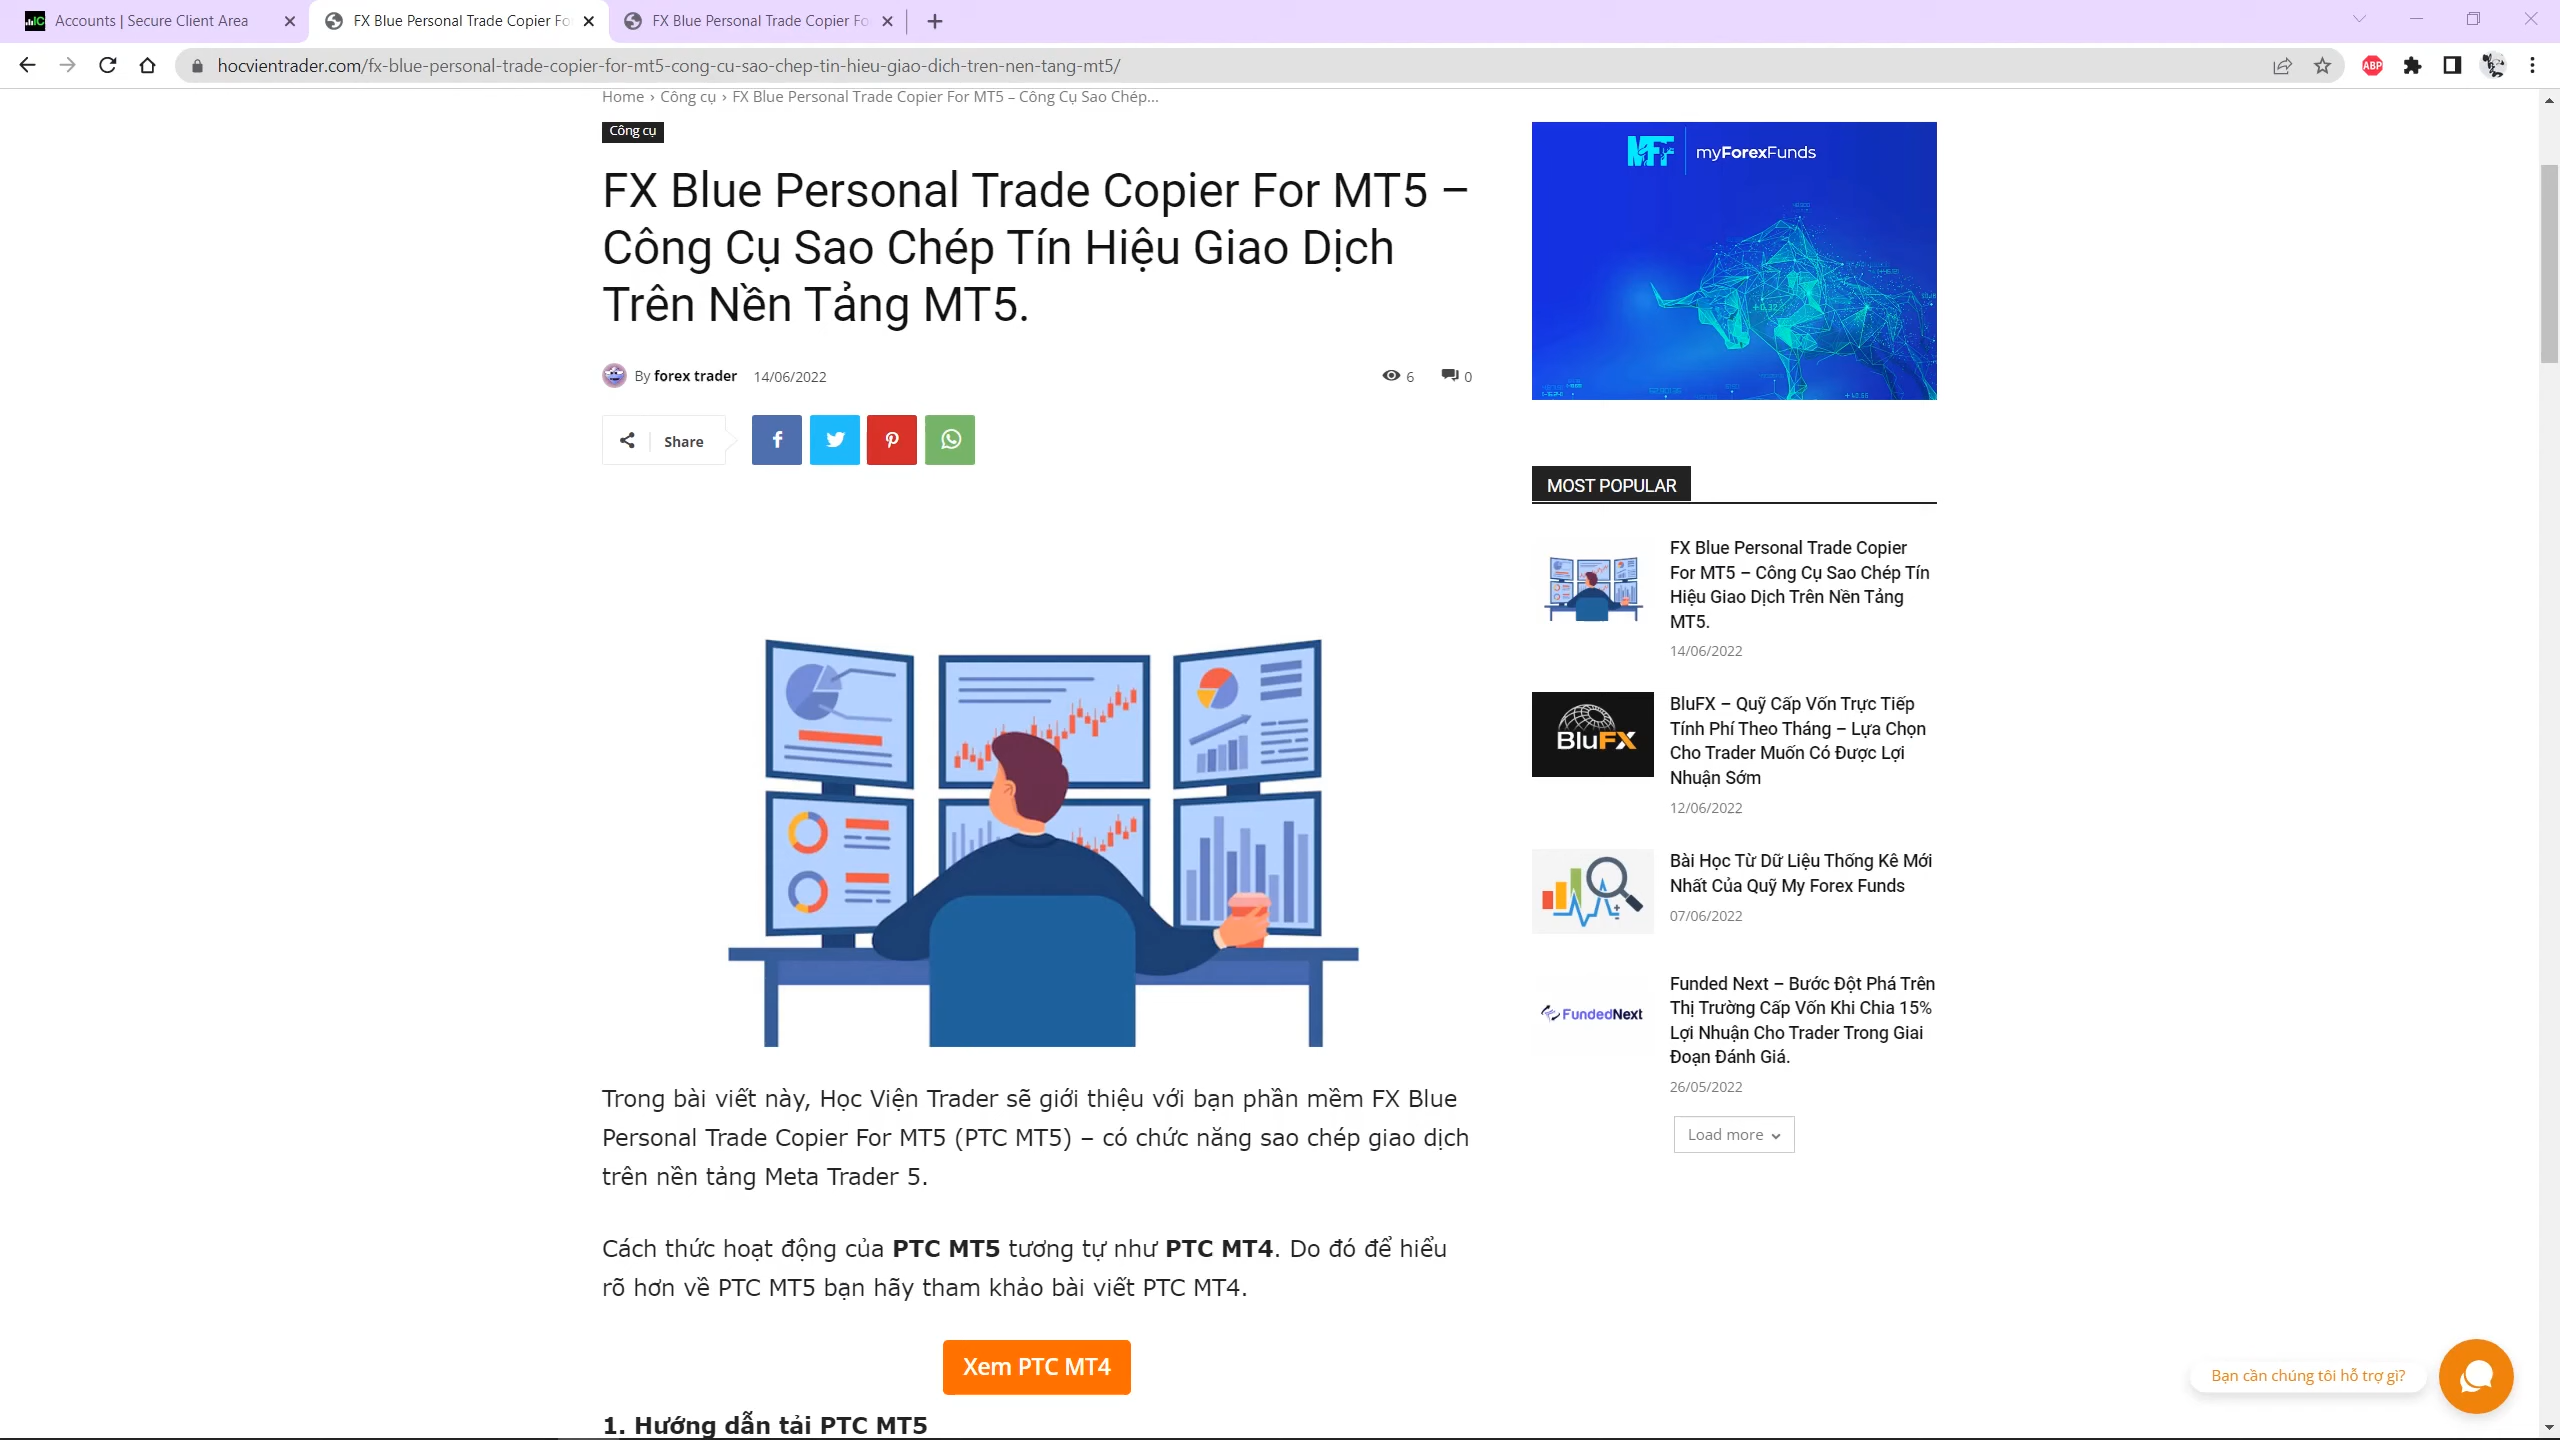 Accounts | Secure Client Area
FX Blue Personal Trade Copier Fo
FX Blue Personal Trade Copier Fo
hocvientrader.com/fx-blue-personal-trade-copier-for-mt5-cong-cu-sao-chep-tin-hieu-giao-dich-tren-nen-tang-mt5/
ABP
Home › Công cụ › FX Blue Personal Trade Copier For MT5 – Công Cụ Sao Chép...
Công cụ
FX Blue Personal Trade Copier For MT5 –
Công Cụ Sao Chép Tín Hiệu Giao Dịch
Trên Nền Tảng MT5.
By forex trader 14/06/2022
6 0
Share
Trong bài viết này, Học Viện Trader sẽ giới thiệu với bạn phần mềm FX Blue
Personal Trade Copier For MT5 (PTC MT5) – có chức năng sao chép giao dịch
trên nền tảng Meta Trader 5.
Cách thức hoạt động của PTC MT5 tương tự như PTC MT4. Do đó để hiểu
rõ hơn về PTC MT5 bạn hãy tham khảo bài viết PTC MT4.
Xem PTC MT4
1. Hướng dẫn tải PTC MT5
MFF myForexFunds
MOST POPULAR
FX Blue Personal Trade Copier
For MT5 – Công Cụ Sao Chép Tín
Hiệu Giao Dịch Trên Nền Tảng
MT5.
14/06/2022
BluFX
BluFX – Quỹ Cấp Vốn Trực Tiếp
Tính Phí Theo Tháng – Lựa Chọn
Cho Trader Muốn Có Được Lợi
Nhuận Sớm
12/06/2022
Bài Học Từ Dữ Liệu Thống Kê Mới
Nhất Của Quỹ My Forex Funds
07/06/2022
FundedNext
Funded Next – Bước Đột Phá Trên
Thị Trường Cấp Vốn Khi Chia 15%
Lợi Nhuận Cho Trader Trong Giai
Đoạn Đánh Giá.
26/05/2022
Load more
Bạn cần chúng tôi hỗ trợ gì?